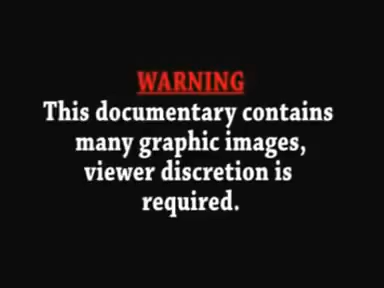 WARNING
This documentary contains
many graphic images,
viewer discretion is
required.